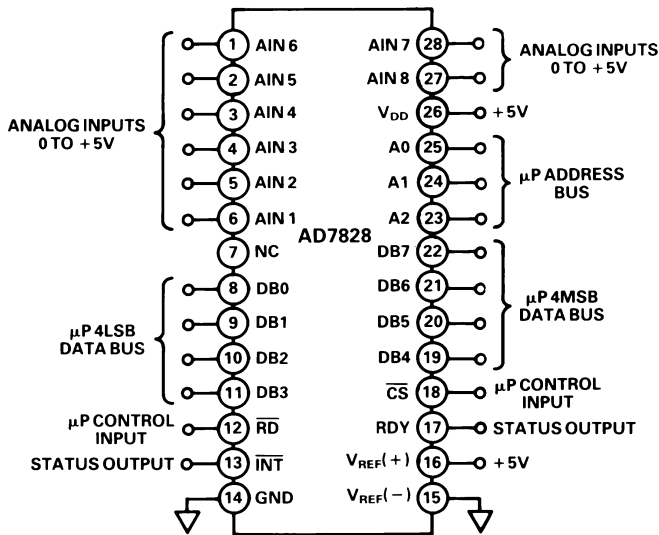 1 AIN 6
2 AIN 5
3 AIN 4
4 AIN 3
5 AIN 2
6 AIN 1
7 NC
8 DB0
9 DB1
10 DB2
11 DB3
12 R̅D̅
13 I̅N̅T̅
14 GND
ANALOG INPUTS
0 TO +5V
μP 4LSB
DATA BUS
μP CONTROL
INPUT
STATUS OUTPUT
AD7828
AIN 7 28
AIN 8 27
VDD 26 +5V
A0 25
A1 24
A2 23
DB7 22
DB6 21
DB5 20
DB4 19
C̅S̅ 18
RDY 17 STATUS OUTPUT
VREF(+) 16 +5V
VREF(−) 15
ANALOG INPUTS
0 TO +5V
μP ADDRESS
BUS
μP 4MSB
DATA BUS
μP CONTROL
INPUT